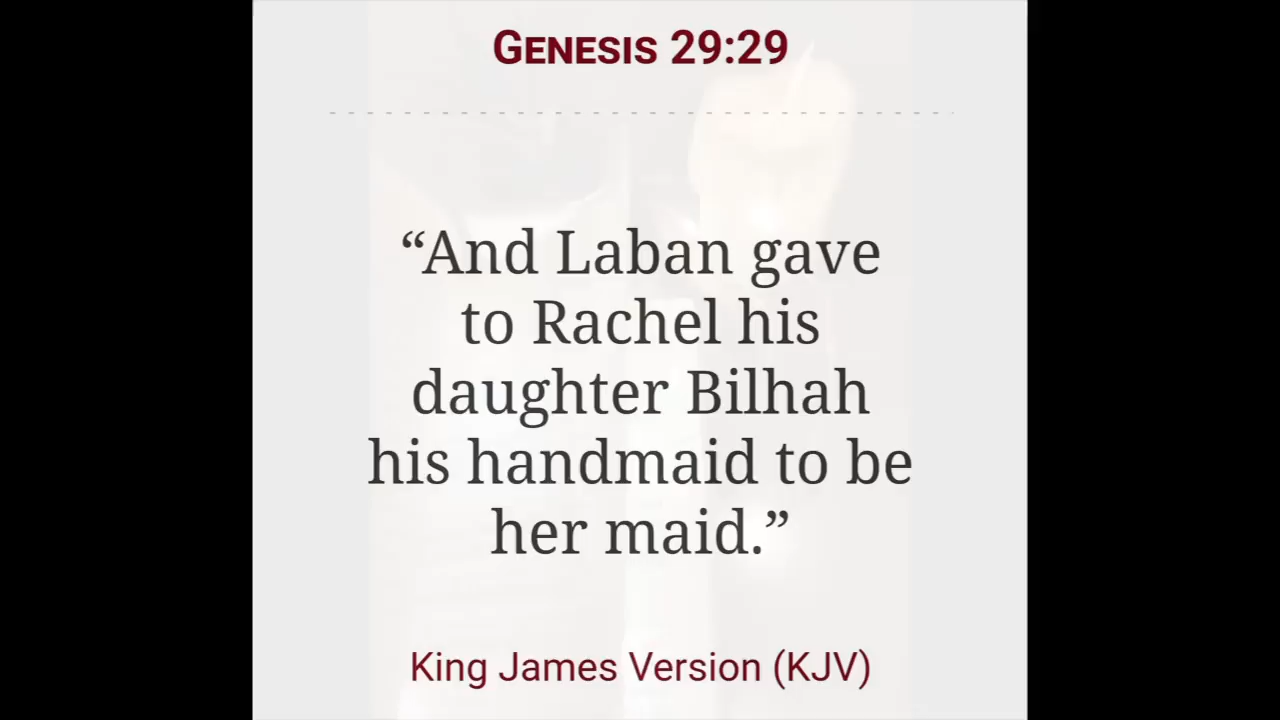 GENESIS 29:29
“And Laban gave
to Rachel his
daughter Bilhah
his handmaid to be
her maid.”
King James Version (KJV)